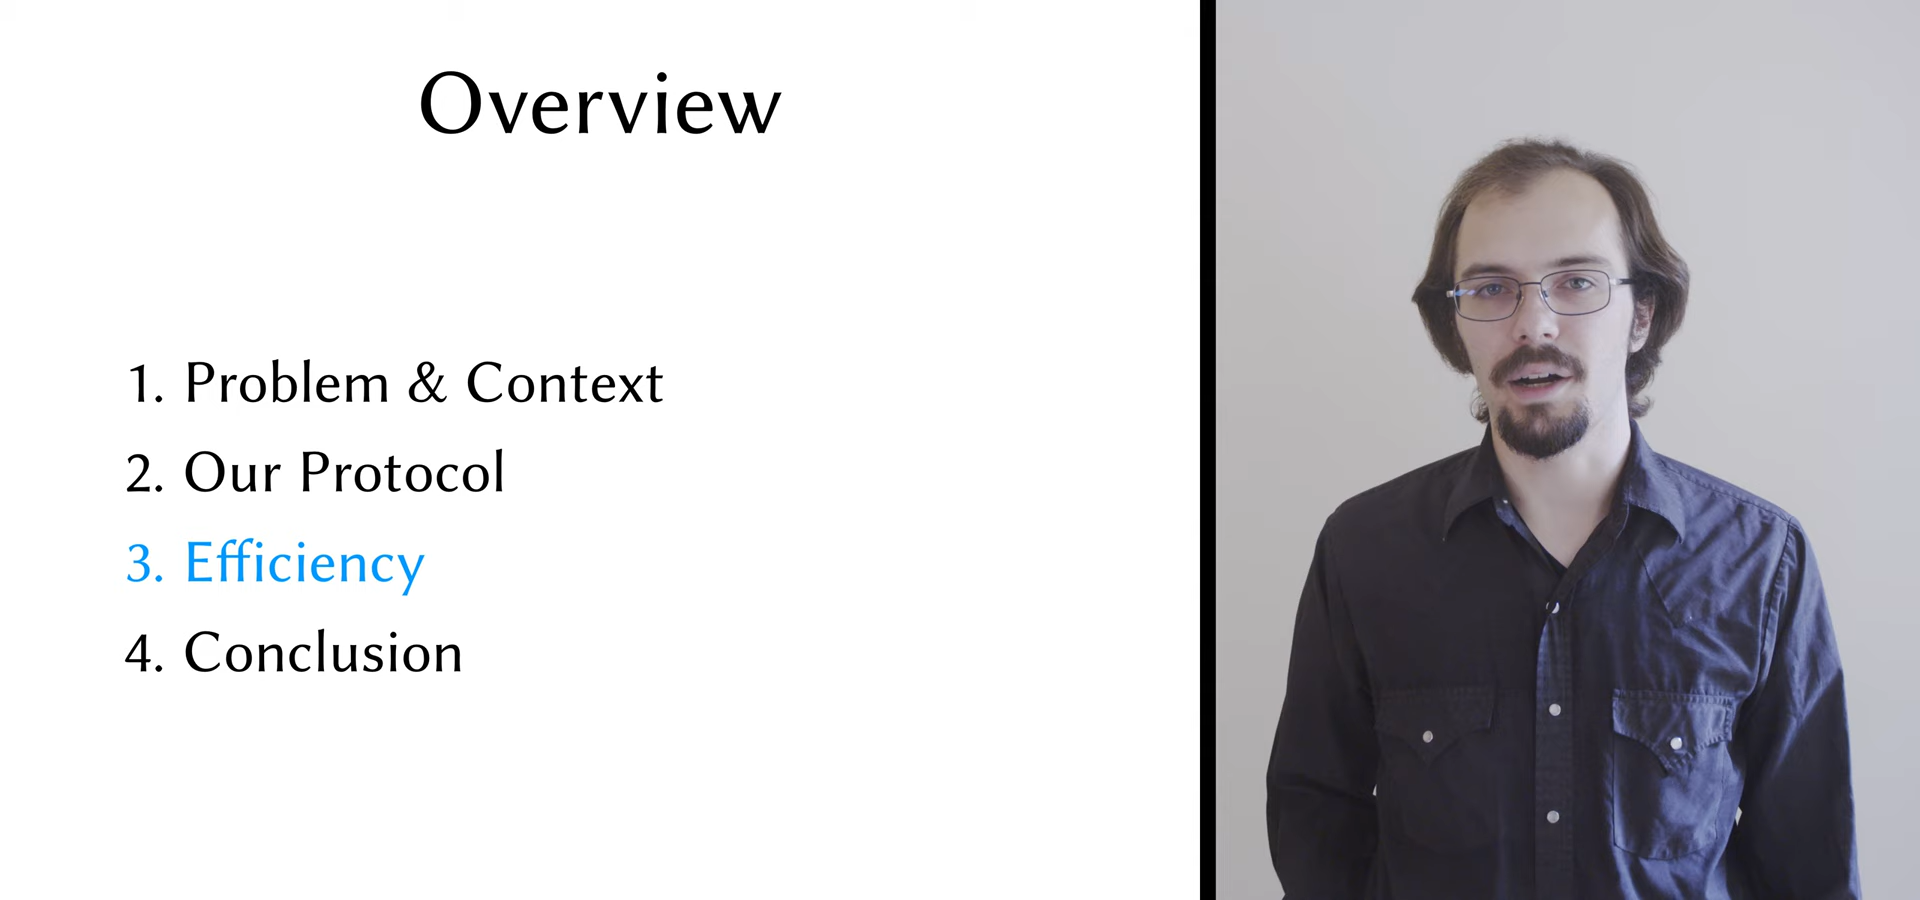 Overview
1. Problem & Context
2. Our Protocol
3. Efficiency
4. Conclusion